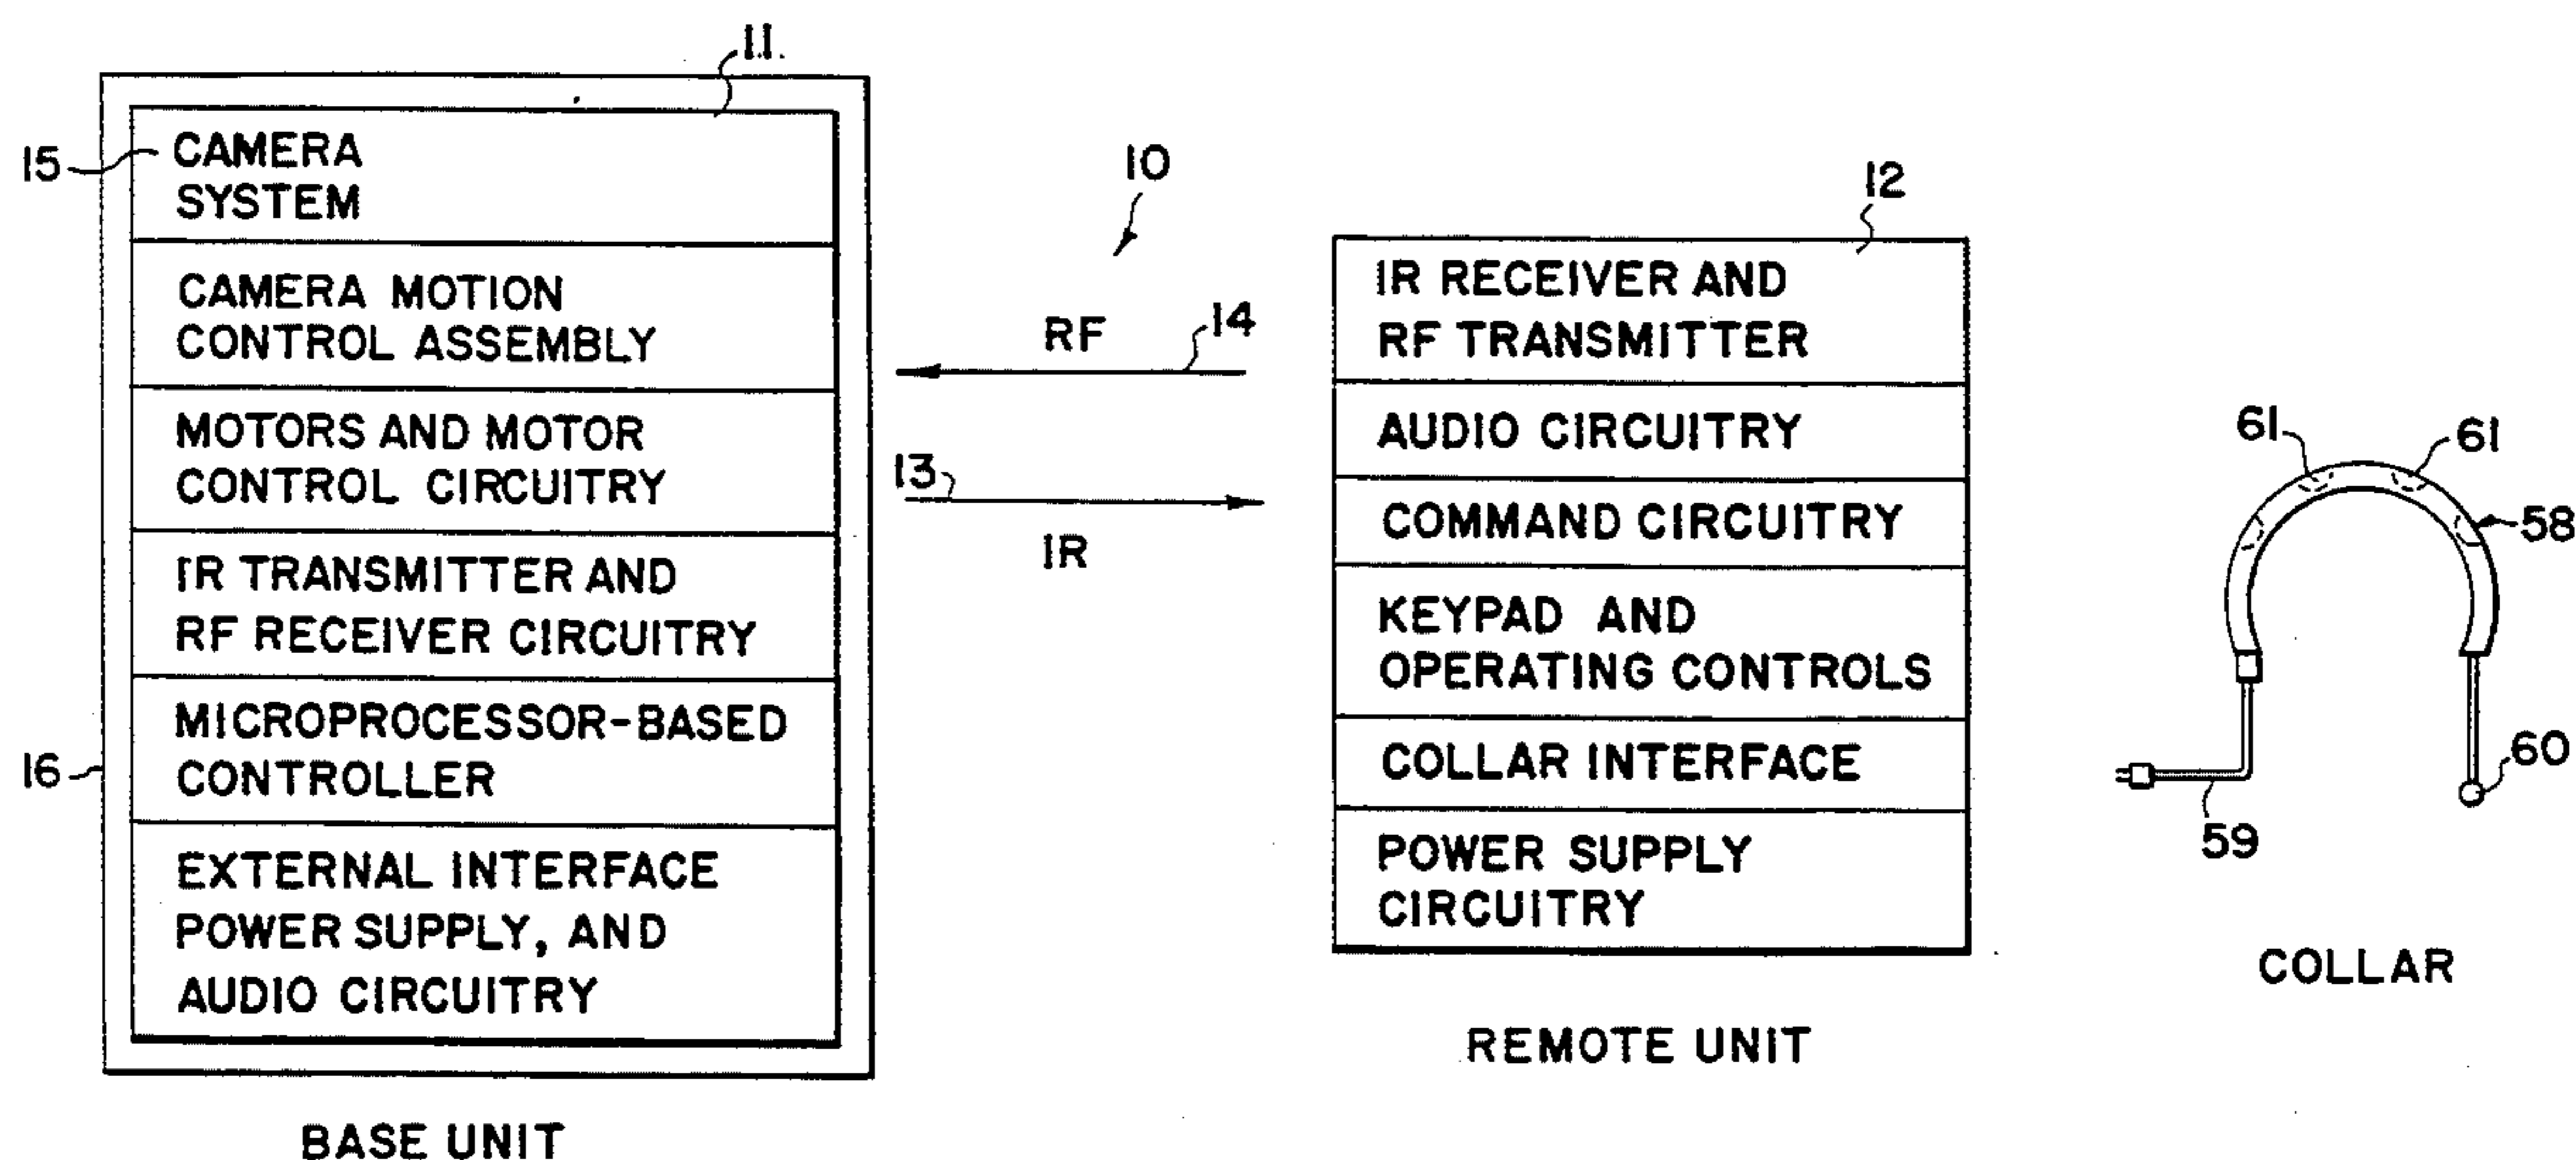 11
15
CAMERA
SYSTEM
CAMERA MOTION
CONTROL ASSEMBLY
MOTORS AND MOTOR
CONTROL CIRCUITRY
IR TRANSMITTER AND
RF RECEIVER CIRCUITRY
MICROPROCESSOR-BASED
CONTROLLER
16
EXTERNAL INTERFACE
POWER SUPPLY, AND
AUDIO CIRCUITRY
BASE UNIT
10
RF
14
13
IR
12
IR RECEIVER AND
RF TRANSMITTER
AUDIO CIRCUITRY
COMMAND CIRCUITRY
KEYPAD AND
OPERATING CONTROLS
COLLAR INTERFACE
POWER SUPPLY
CIRCUITRY
REMOTE UNIT
61
61
58
60
59
COLLAR